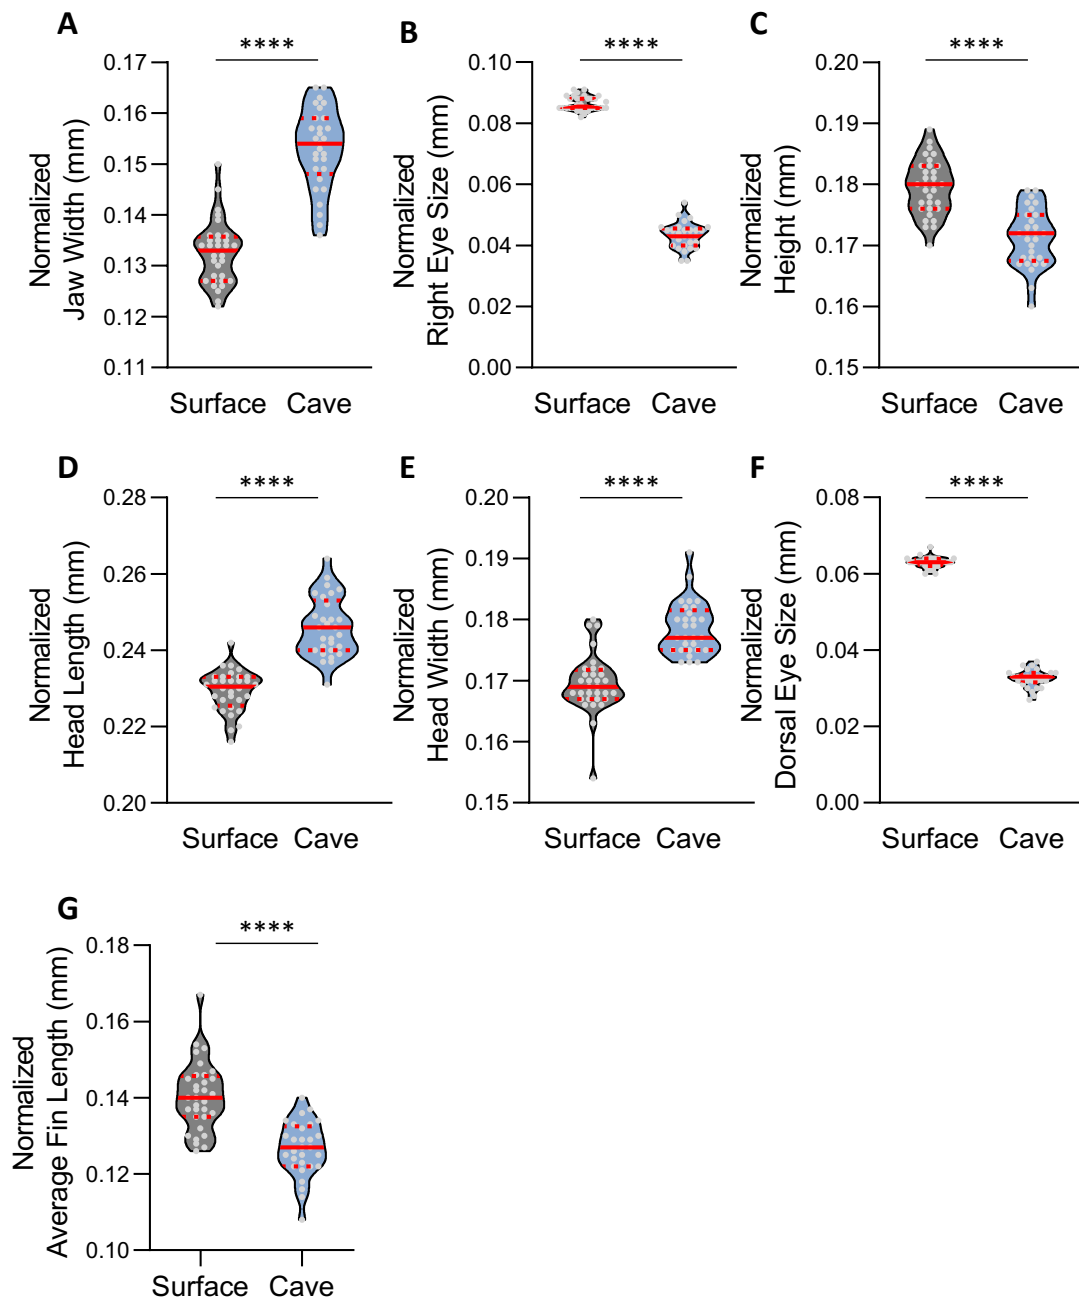 A
****
Normalized
Jaw Width (mm)
0.17
0.16
0.15
0.14
0.13
0.12
0.11
Surface Cave
B
****
Normalized
Right Eye Size (mm)
0.10
0.08
0.06
0.04
0.02
0.00
Surface Cave
C
****
Normalized
Height (mm)
0.20
0.19
0.18
0.17
0.16
0.15
Surface Cave
D
****
Normalized
Head Length (mm)
0.28
0.26
0.24
0.22
0.20
Surface Cave
E
****
Normalized
Head Width (mm)
0.20
0.19
0.18
0.17
0.16
0.15
Surface Cave
F
****
Normalized
Dorsal Eye Size (mm)
0.08
0.06
0.04
0.02
0.00
Surface Cave
G
****
Normalized
Average Fin Length (mm)
0.18
0.16
0.14
0.12
0.10
Surface Cave